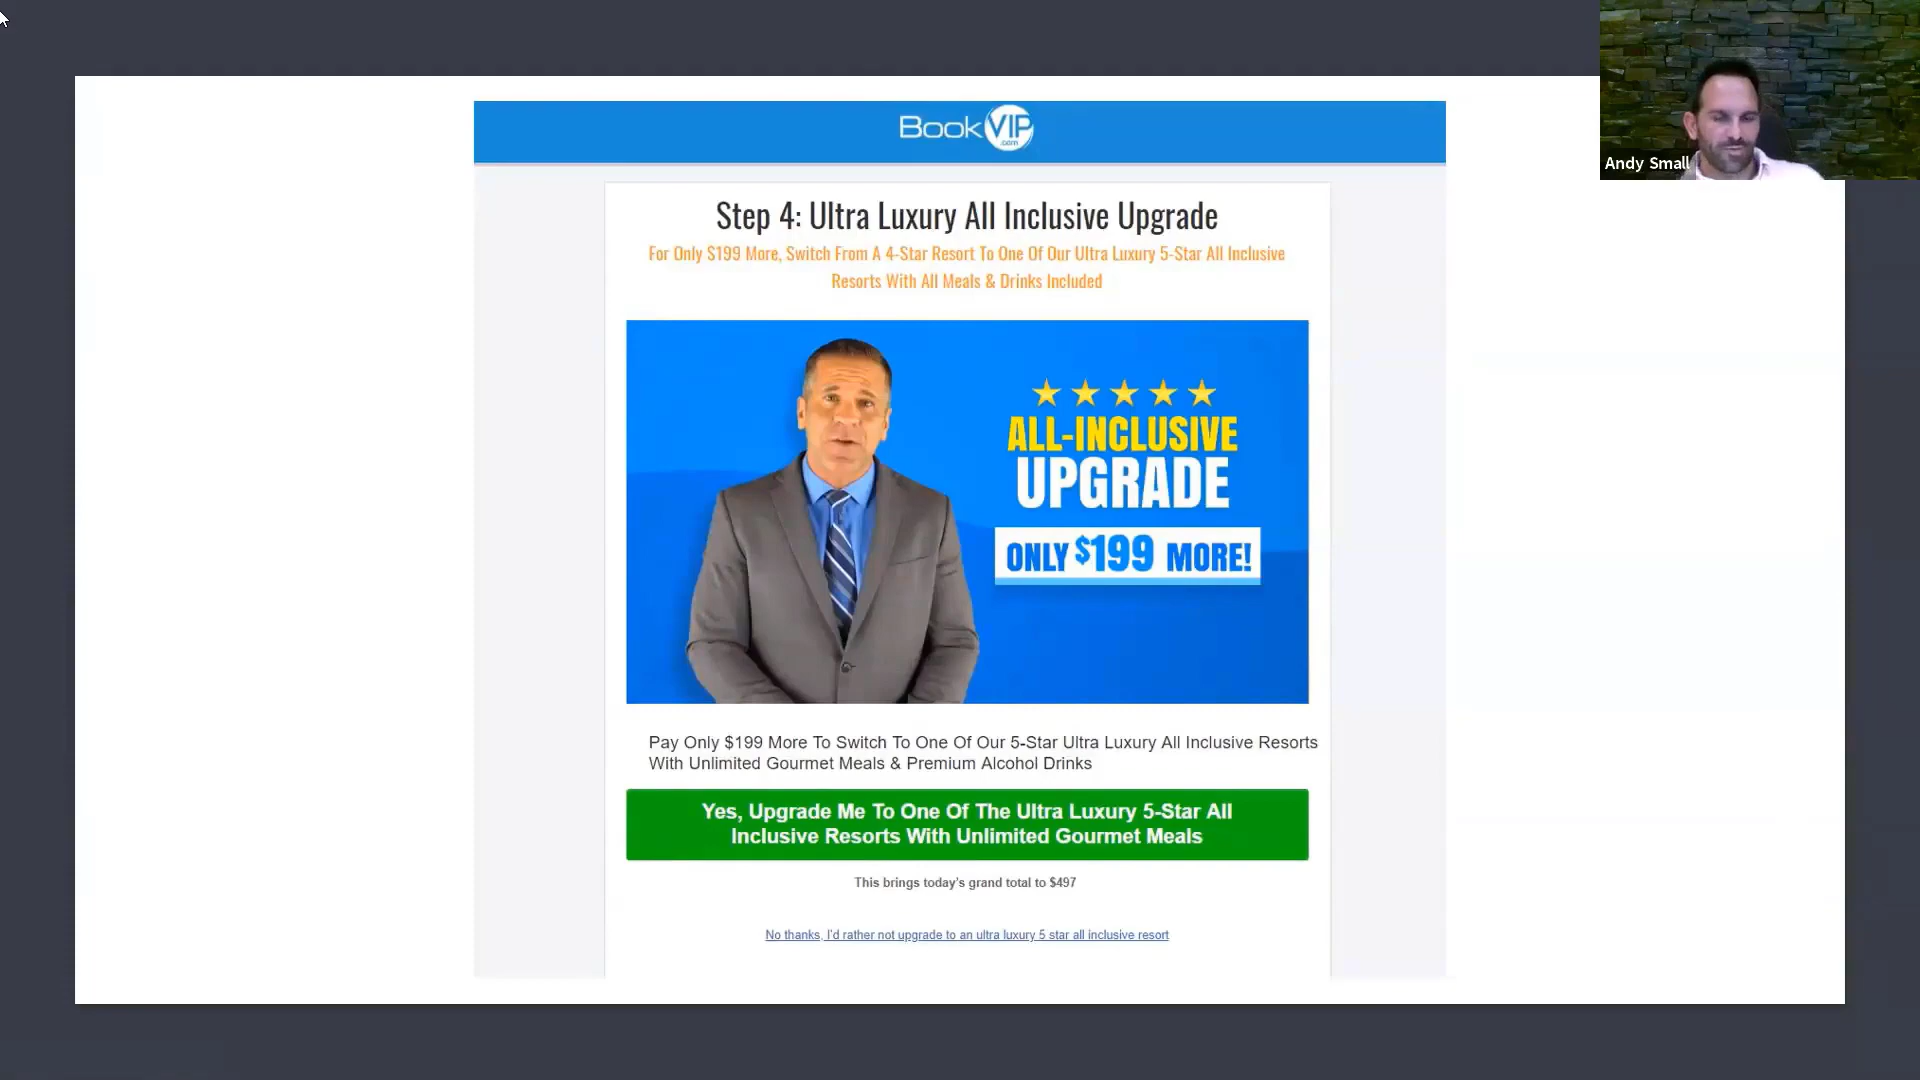 BookVIP
.com
Andy Small
Step 4: Ultra Luxury All Inclusive Upgrade
For Only $199 More, Switch From A 4-Star Resort To One Of Our Ultra Luxury 5-Star All Inclusive
Resorts With All Meals & Drinks Included
ALL-INCLUSIVE
UPGRADE
ONLY $199 MORE!
Pay Only $199 More To Switch To One Of Our 5-Star Ultra Luxury All Inclusive Resorts
With Unlimited Gourmet Meals & Premium Alcohol Drinks
Yes, Upgrade Me To One Of The Ultra Luxury 5-Star All
Inclusive Resorts With Unlimited Gourmet Meals
This brings today's grand total to $497
No thanks, I'd rather not upgrade to an ultra luxury 5 star all inclusive resort